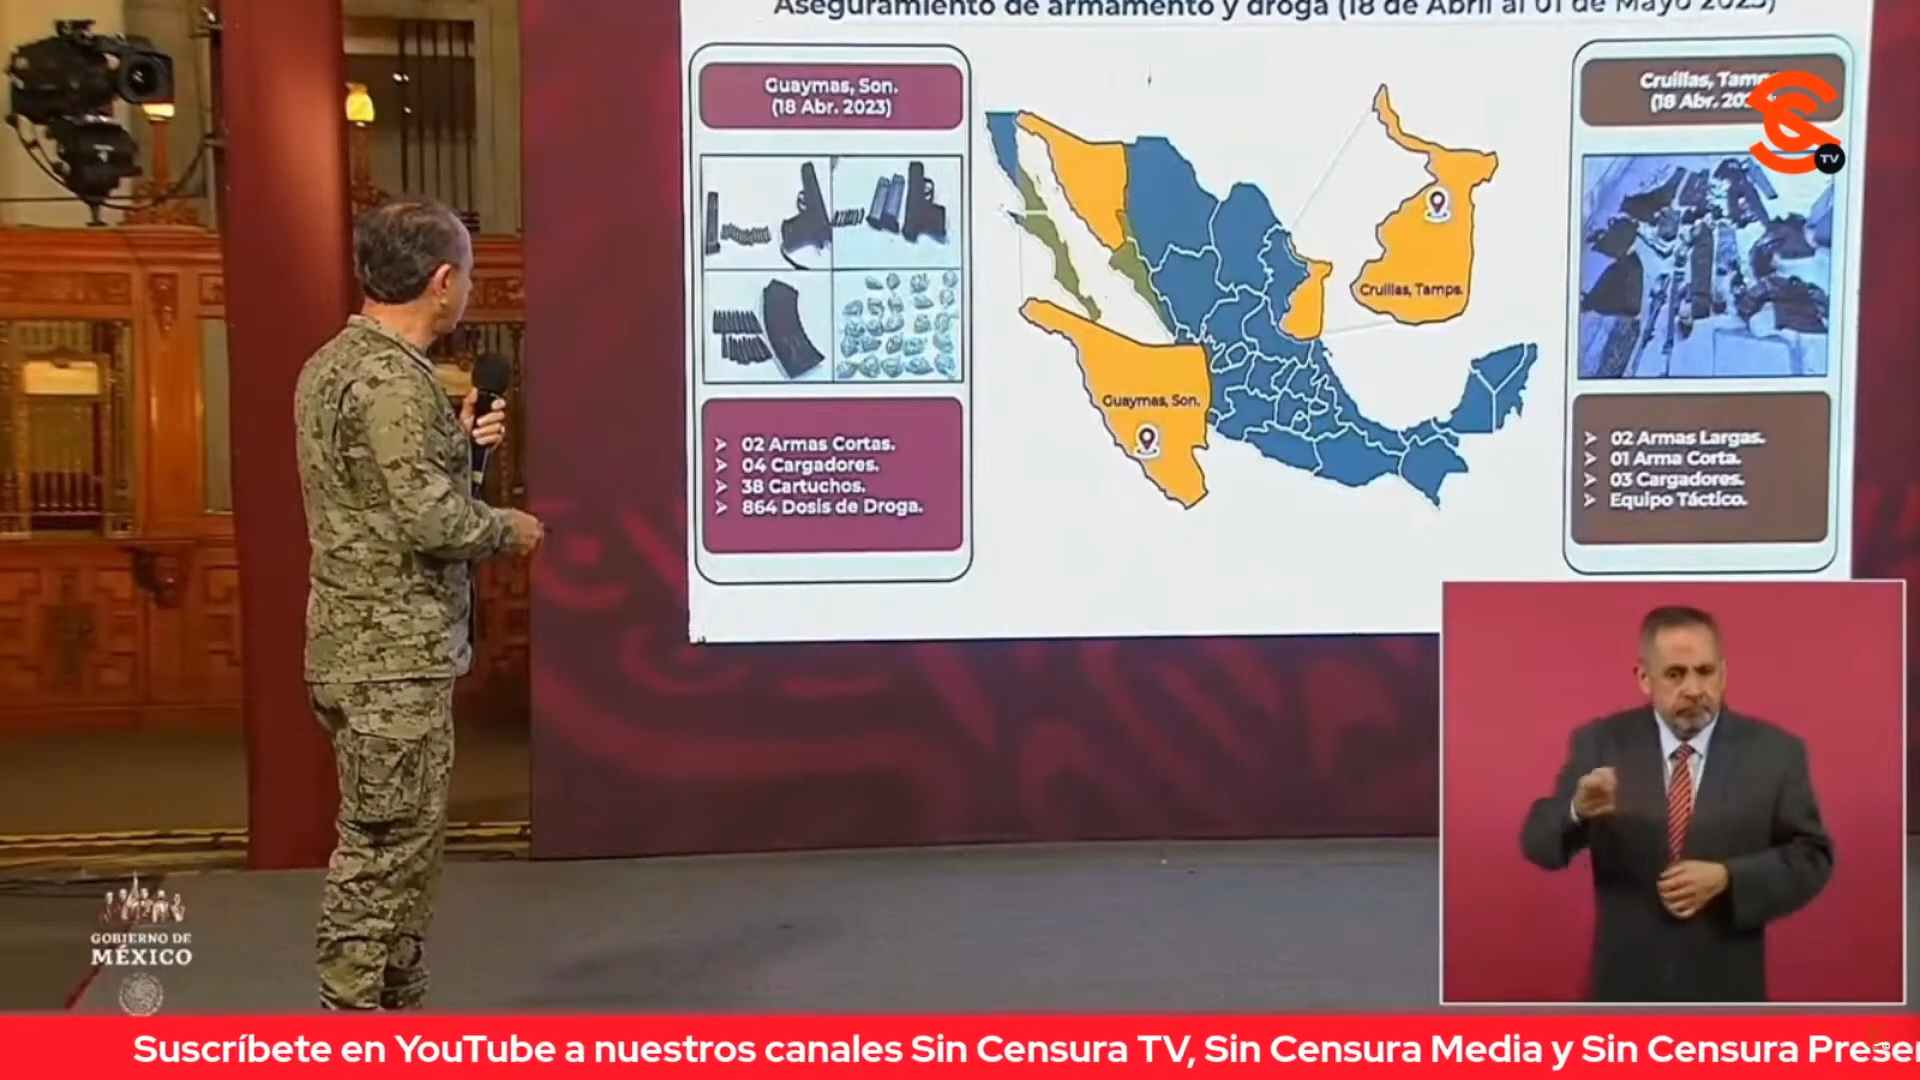 Aseguramiento de armamento y droga (18 de Abril al 01 de Mayo 2023)
Guaymas, Son.
(18 Abr. 2023)
02 Armas Cortas.
04 Cargadores.
38 Cartuchos.
864 Dosis de Droga.
Cruillas, Tamps.
Guaymas, Son.
Cruillas,
(18 Abr.
TV
02 Armas Largas.
01 Arma Corta.
03 Cargadores.
Equipo Táctico.
GOBIERNO DE
MÉXICO
Suscríbete en YouTube a nuestros canales Sin Censura TV, Sin Censura Media y Sin Censura